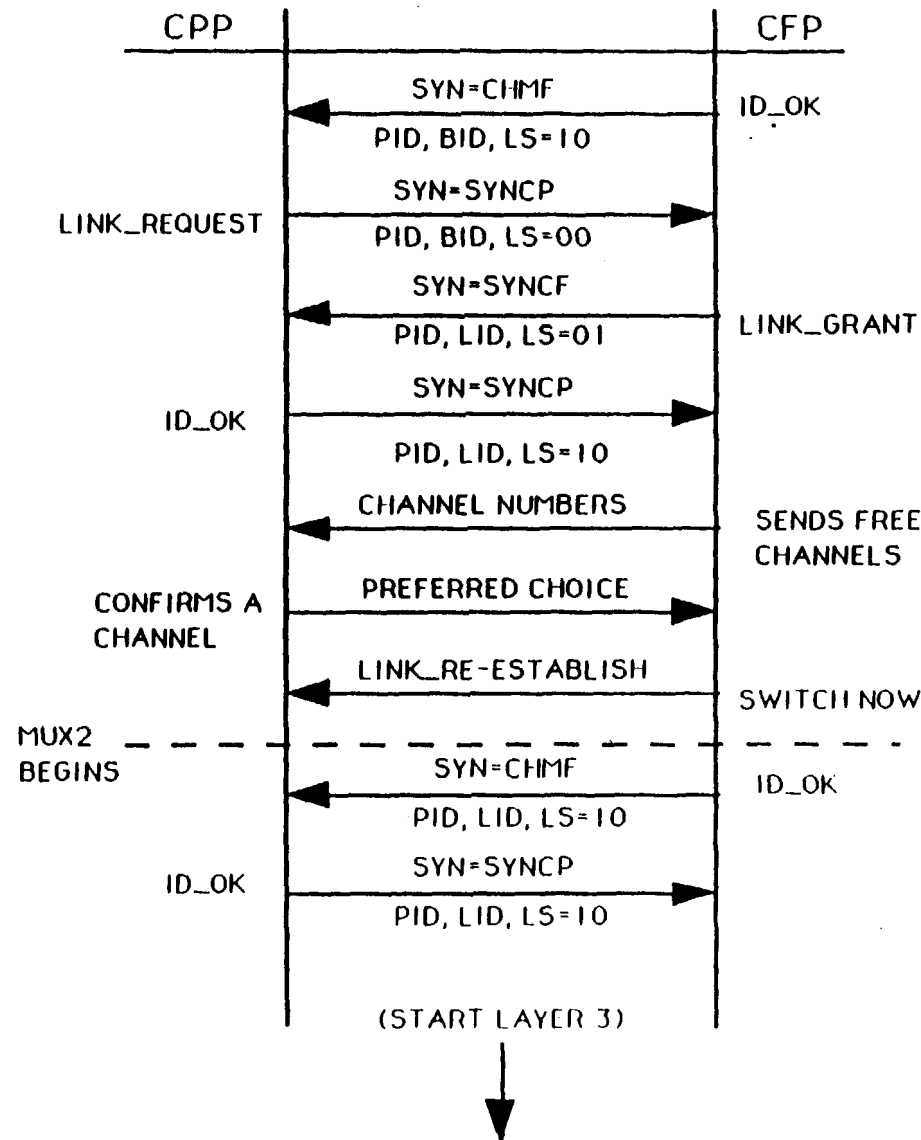 CPP
CFP
SYN=CHMF
ID_OK
PID, BID, LS=10
SYN=SYNCP
LINK_REQUEST
PID, BID, LS=00
SYN=SYNCF
LINK_GRANT
PID, LID, LS=01
SYN=SYNCP
ID_OK
PID, LID, LS=10
CHANNEL NUMBERS
SENDS FREE
CHANNELS
PREFERRED CHOICE
CONFIRMS A
CHANNEL
LINK_RE-ESTABLISH
SWITCH NOW
MUX2
BEGINS
SYN=CHMF
ID_OK
PID, LID, LS=10
SYN=SYNCP
ID_OK
PID, LID, LS=10
(START LAYER 3)